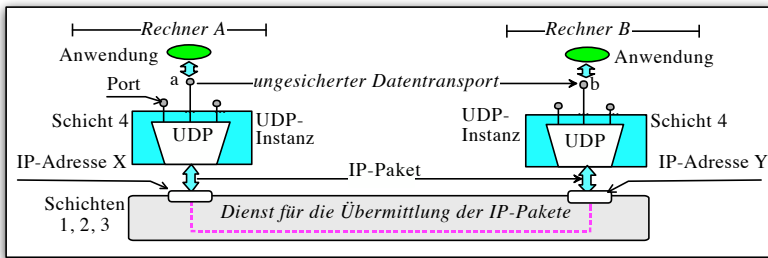 Rechner A
Rechner B
Anwendung
Anwendung
a
ungesicherter Datentransport
b
Port
Schicht 4
UDP
UDP-
Instanz
UDP-
Instanz
UDP
Schicht 4
IP-Adresse X
IP-Paket
IP-Adresse Y
Schichten
1, 2, 3
Dienst für die Übermittlung der IP-Pakete